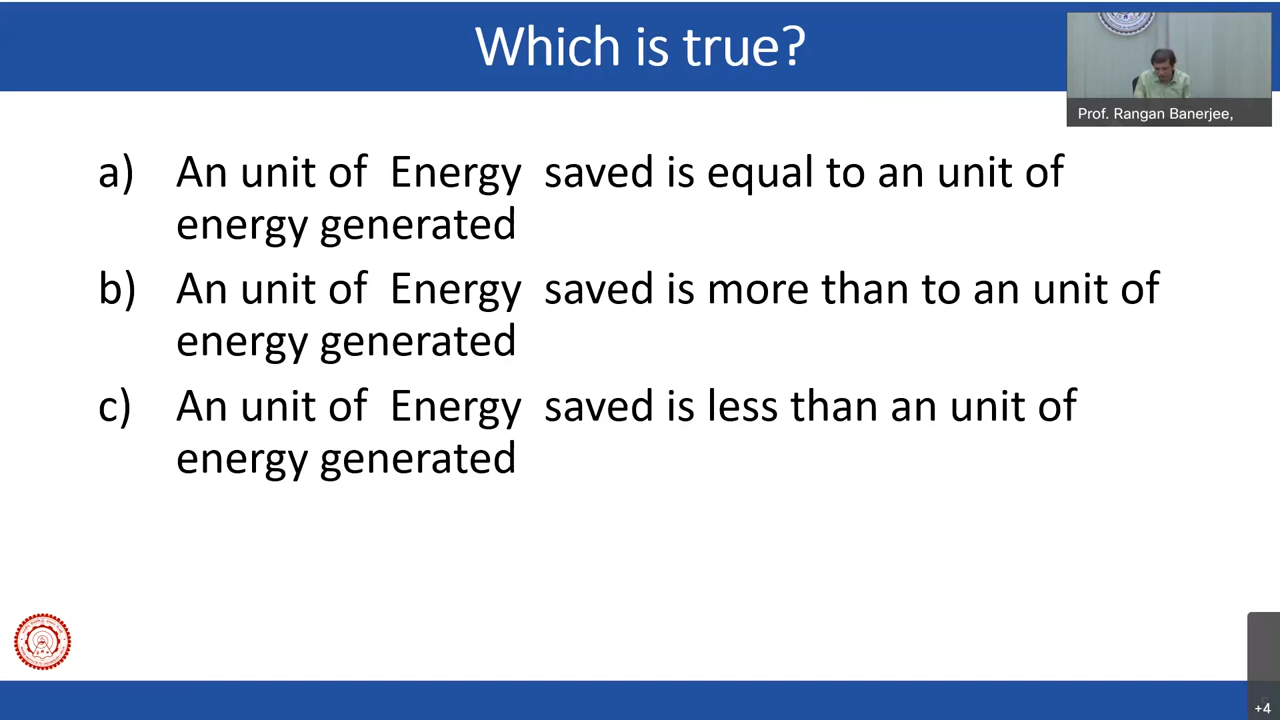 Which is true?
Prof. Rangan Banerjee,
a) An unit of Energy saved is equal to an unit of
energy generated
b) An unit of Energy saved is more than to an unit of
energy generated
c) An unit of Energy saved is less than an unit of
energy generated
+4